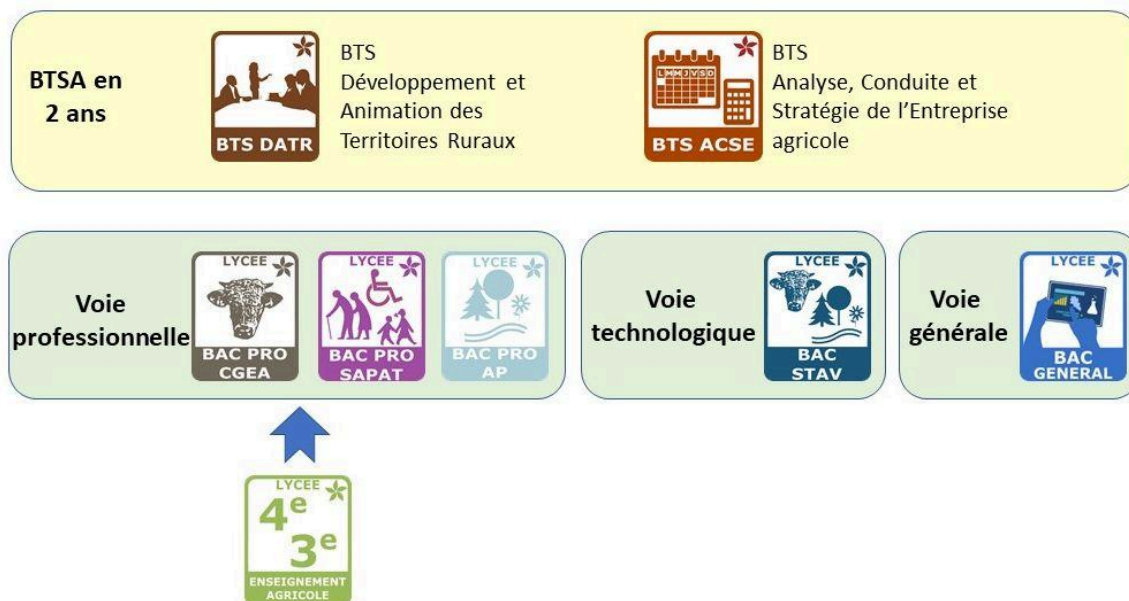 BTSA en
2 ans
BTS DATR
BTS
Développement et
Animation des
Territoires Ruraux
L M M J V S D
BTS ACSE
BTS
Analyse, Conduite et
Stratégie de l’Entreprise
agricole
Voie
professionnelle
LYCEE
BAC PRO
CGEA
LYCEE
BAC PRO
SAPAT
LYCEE
BAC PRO
AP
Voie
technologique
LYCEE
BAC
STAV
Voie
générale
LYCEE
BAC
GENERAL
LYCEE
4e
3e
ENSEIGNEMENT
AGRICOLE